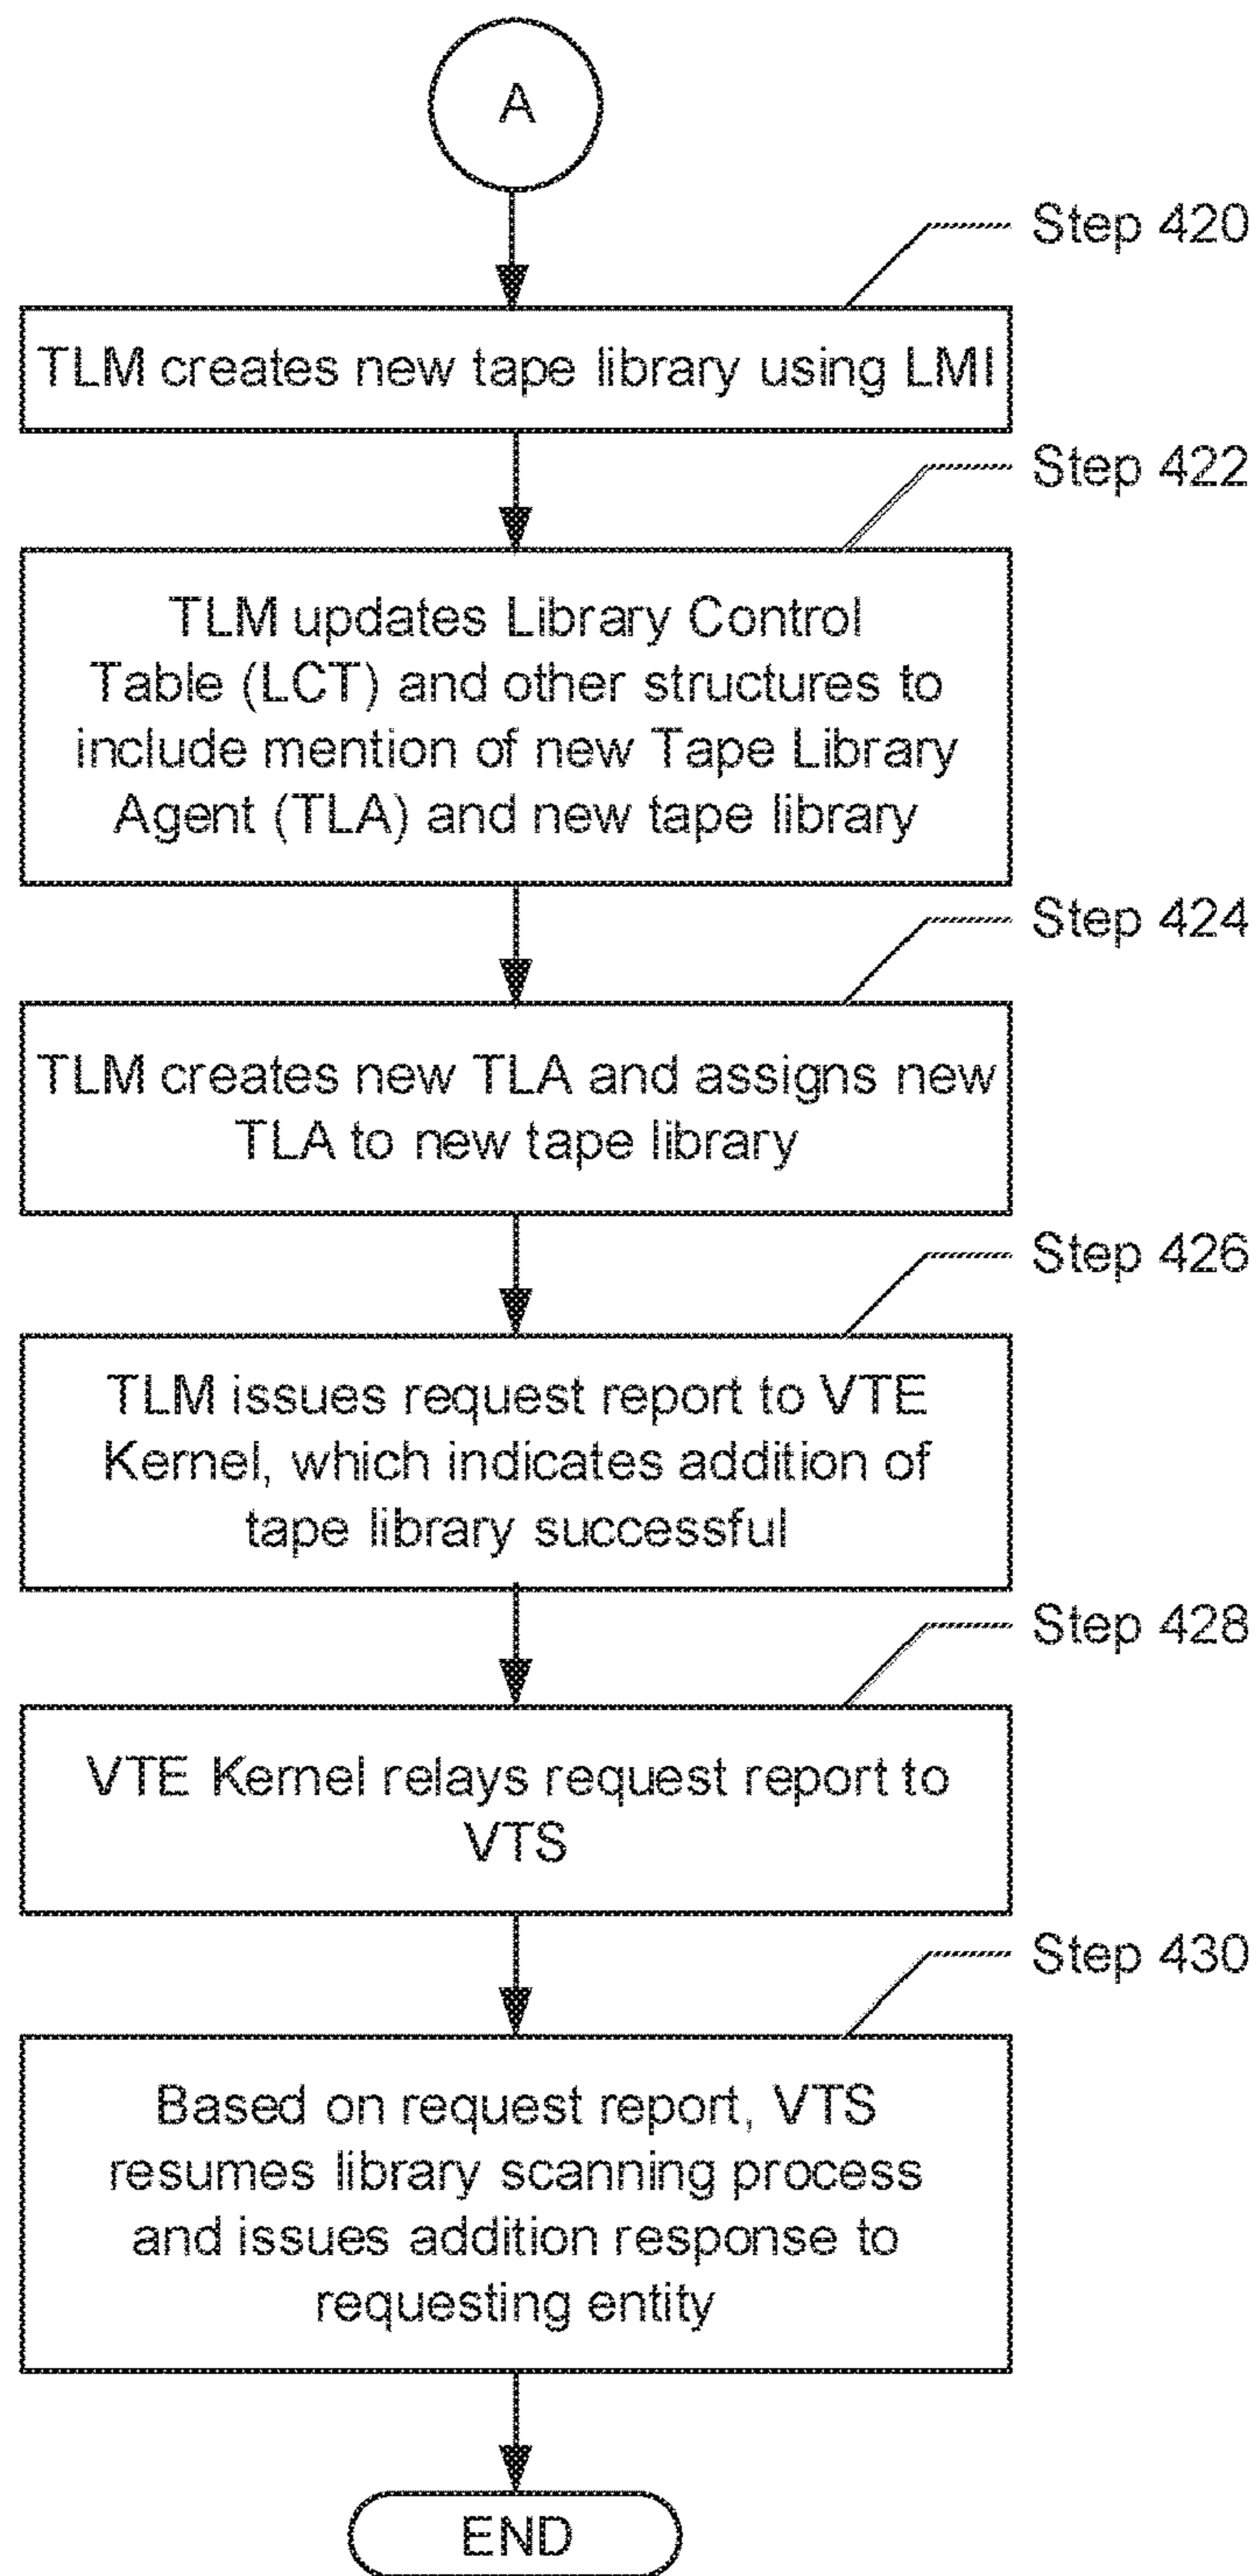 A
Step 420
TLM creates new tape library using LMI
Step 422
TLM updates Library Control
Table (LCT) and other structures to
include mention of new Tape Library
Agent (TLA) and new tape library
Step 424
TLM creates new TLA and assigns new
TLA to new tape library
Step 426
TLM issues request report to VTE
Kernel, which indicates addition of
tape library successful
Step 428
VTE Kernel relays request report to
VTS
Step 430
Based on request report, VTS
resumes library scanning process
and issues addition response to
requesting entity
END